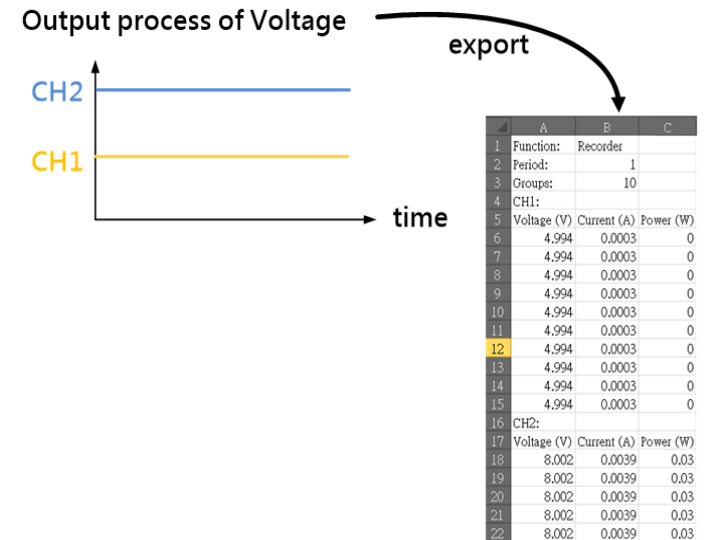 Output process of Voltage
export
CH2
CH1
time
A B C
1 Function: Recorder
2 Period: 1
3 Groups: 10
4 CH1:
5 Voltage (V) Current (A) Power (W)
6 4.994 0.0003 0
7 4.994 0.0003 0
8 4.994 0.0003 0
9 4.994 0.0003 0
10 4.994 0.0003 0
11 4.994 0.0003 0
12 4.994 0.0003 0
13 4.994 0.0003 0
14 4.994 0.0003 0
15 4.994 0.0003 0
16 CH2:
17 Voltage (V) Current (A) Power (W)
18 8.002 0.0039 0.03
19 8.002 0.0039 0.03
20 8.002 0.0039 0.03
21 8.002 0.0039 0.03
22 8.002 0.0039 0.03